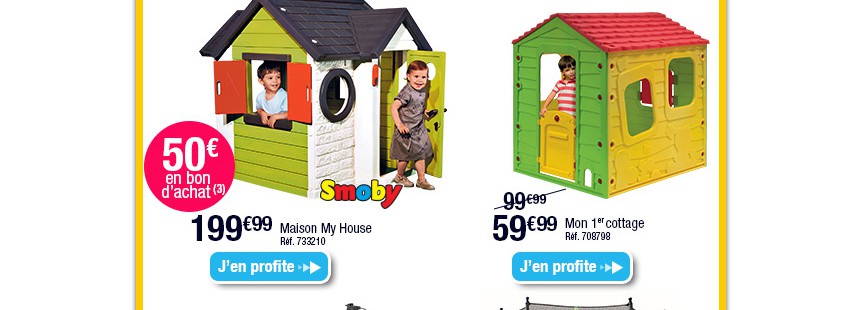 50€
en bon
d'achat (3)
Smoby
199€99 Maison My House
Réf. 733210
J'en profite
99€99
59€99 Mon 1er cottage
Réf. 708798
J'en profite